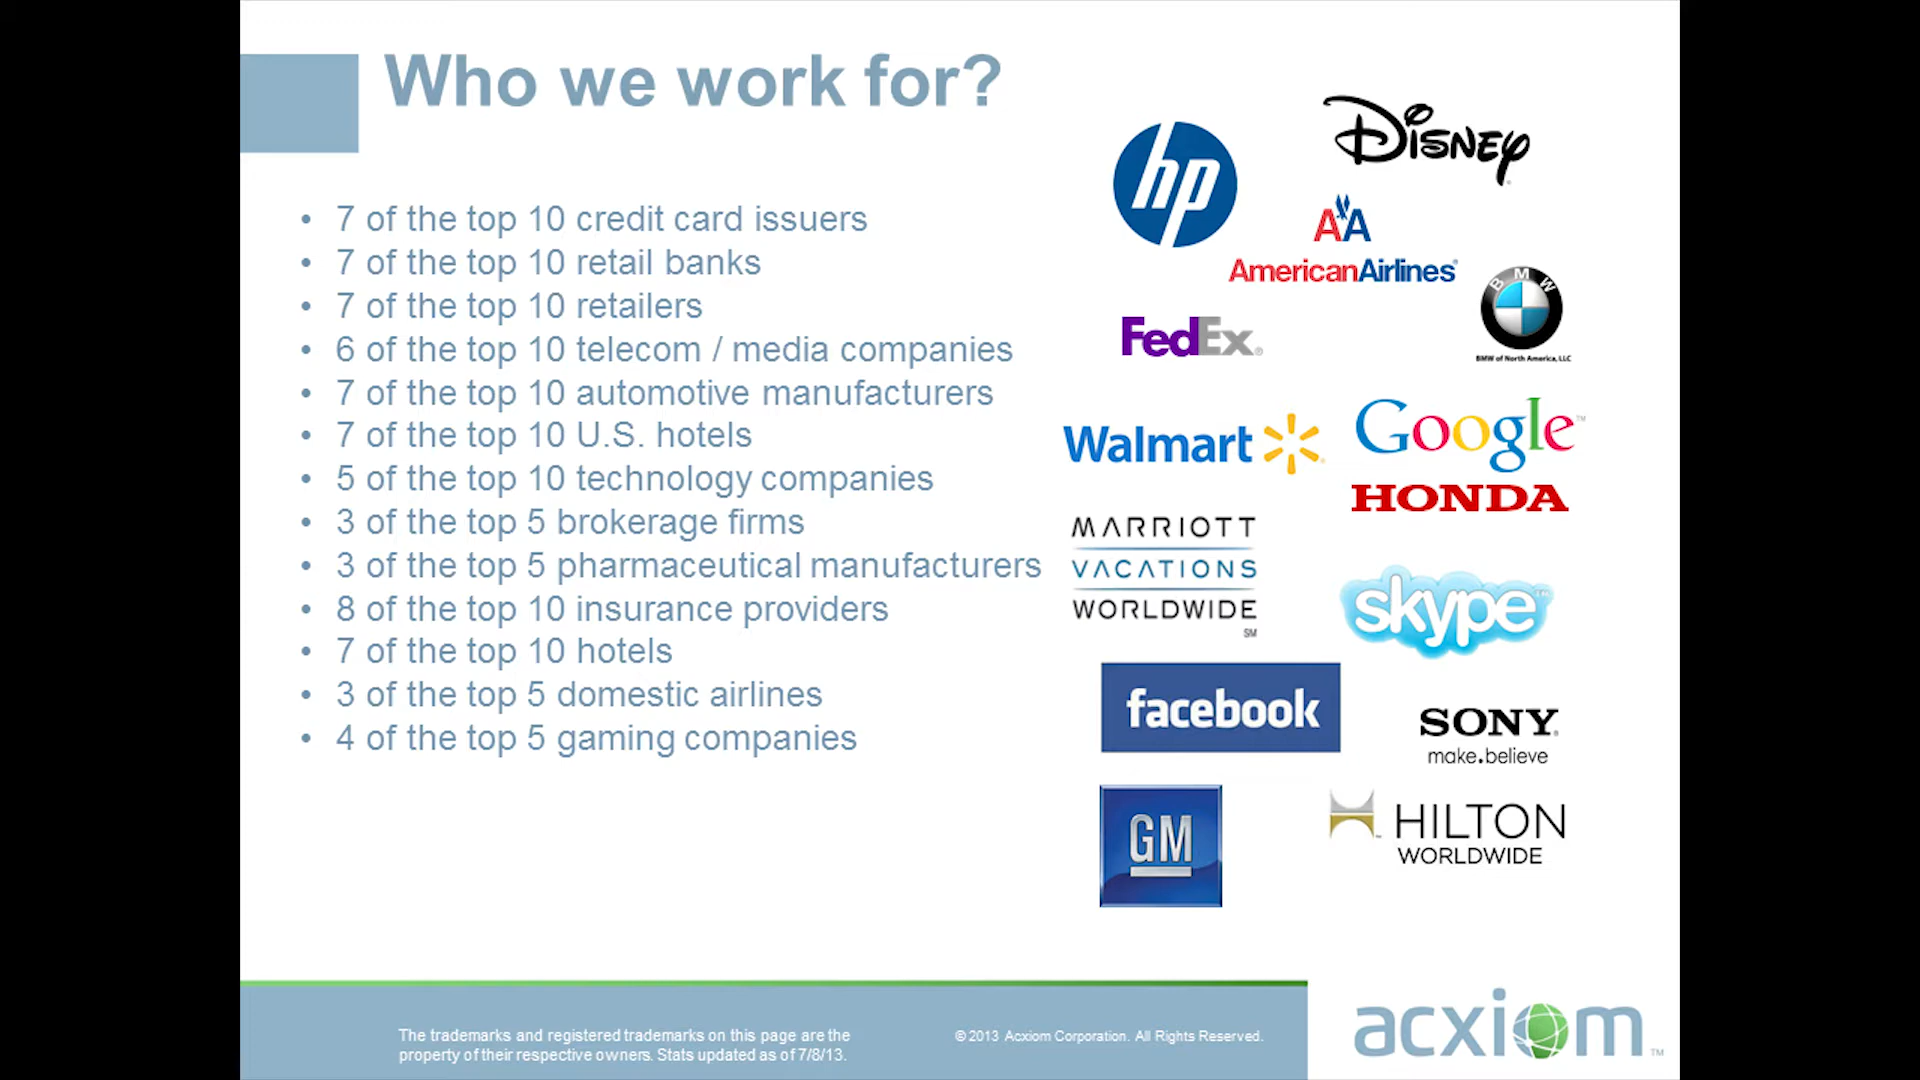 Who we work for?
• 7 of the top 10 credit card issuers
• 7 of the top 10 retail banks
• 7 of the top 10 retailers
• 6 of the top 10 telecom / media companies
• 7 of the top 10 automotive manufacturers
• 7 of the top 10 U.S. hotels
• 5 of the top 10 technology companies
• 3 of the top 5 brokerage firms
• 3 of the top 5 pharmaceutical manufacturers
• 8 of the top 10 insurance providers
• 7 of the top 10 hotels
• 3 of the top 5 domestic airlines
• 4 of the top 5 gaming companies
hp
Disney
AA
AmericanAirlines®
BMW
BMW of North America, LLC
FedEx®
Walmart
Google™
HONDA
MARRIOTT
VACATIONS
WORLDWIDE
SM
skype™
facebook
SONY
make.believe
GM
HILTON
WORLDWIDE
The trademarks and registered trademarks on this page are the
property of their respective owners. Stats updated as of 7/8/13.
© 2013 Acxiom Corporation. All Rights Reserved.
acxiom™